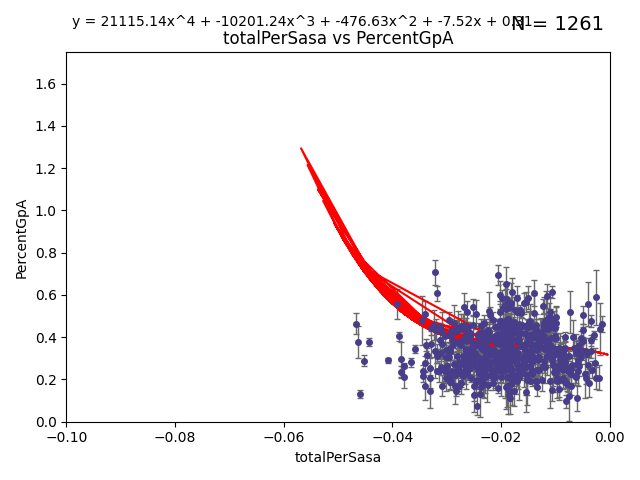 y = 21115.14x^4 + -10201.24x^3 + -476.63x^2 + -7.52x + 0.31
N = 1261
totalPerSasa vs PercentGpA
PercentGpA
1.6
1.4
1.2
1.0
0.8
0.6
0.4
0.2
0.0
−0.10 −0.08 −0.06 −0.04 −0.02 0.00
totalPerSasa